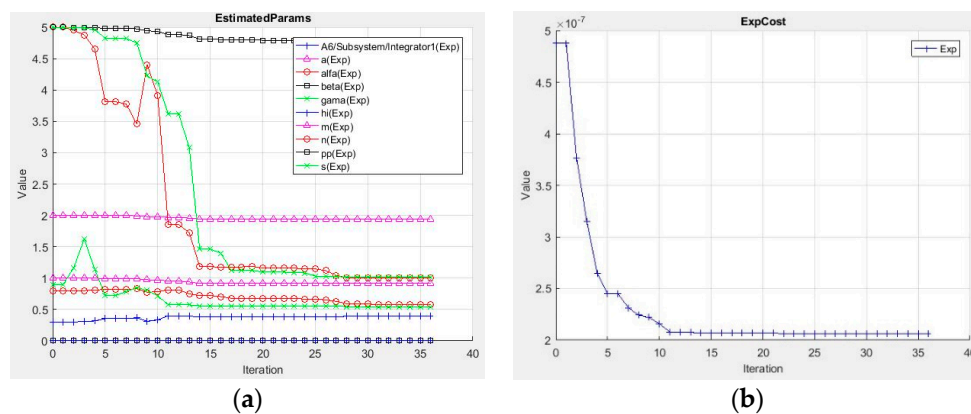 EstimatedParams
5
4.5
4
3.5
3
2.5
2
1.5
1
0.5
0
Value
0 5 10 15 20 25 30 35 40
Iteration
A6/Subsystem/Integrator1(Exp)
a(Exp)
alfa(Exp)
beta(Exp)
gama(Exp)
hi(Exp)
m(Exp)
n(Exp)
pp(Exp)
s(Exp)
(a)
ExpCost
×10⁻⁷
5
4.5
4
3.5
3
2.5
2
Value
0 5 10 15 20 25 30 35 40
Iteration
Exp
(b)